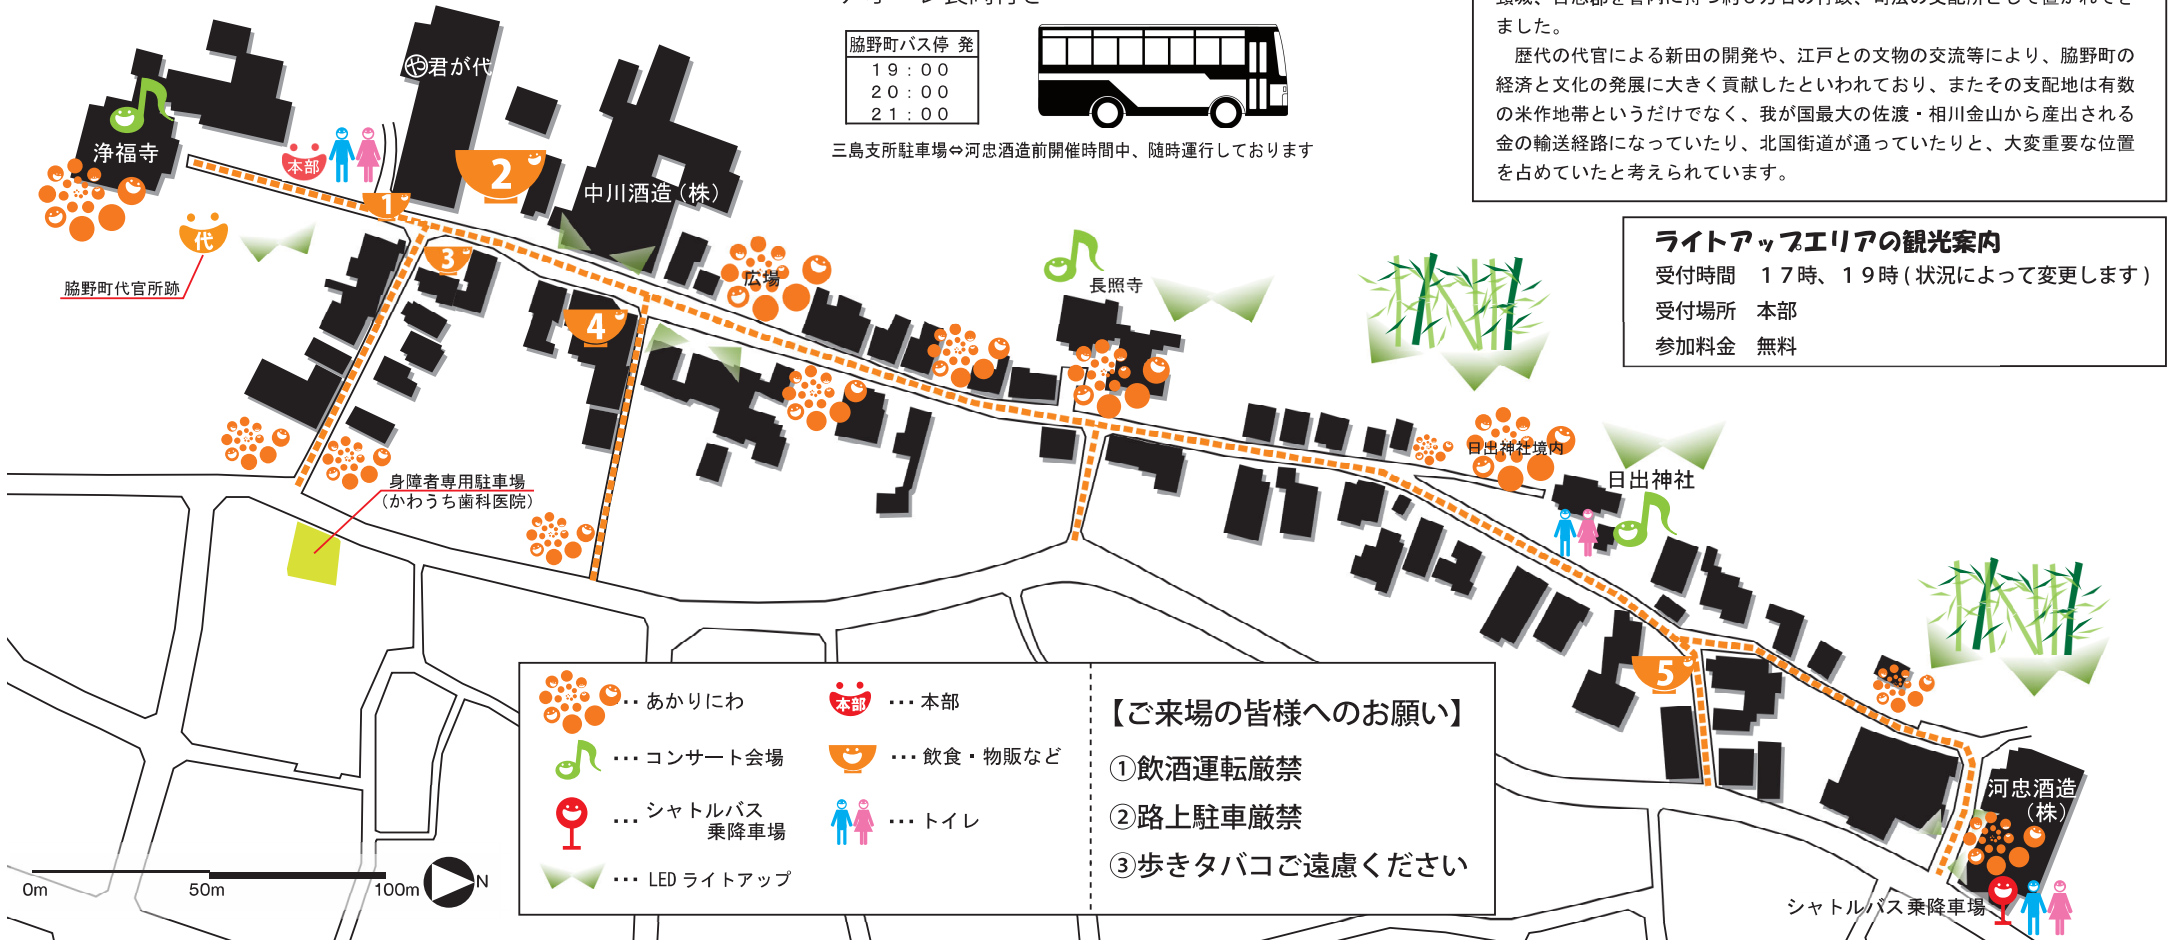 脇野町バス停 発
19:00
20:00
21:00
三島支所駐車場⇔河忠酒造前開催時間中、随時運行しております
ました。
歴代の代官による新田の開発や、江戸との文物の交流等により、脇野町の
経済と文化の発展に大きく貢献したといわれており、またその支配地は有数
の米作地帯というだけでなく、我が国最大の佐渡・相川金山から産出される
金の輸送経路になっていたり、北国街道が通っていたりと、大変重要な位置
を占めていたと考えられています。
ライトアップエリアの観光案内
受付時間 17時、19時(状況によって変更します)
受付場所 本部
参加料金 無料
㋳君が代
浄福寺
本部
1
2
中川酒造(株)
代
脇野町代官所跡
3
4
広場
長照寺
日出神社境内
日出神社
身障者専用駐車場
(かわうち歯科医院)
5
河忠酒造
(株)
シャトルバス乗降車場
‥あかりにわ
本部
…本部
…コンサート会場
…飲食・物販など
…シャトルバス
乗降車場
…トイレ
…LEDライトアップ
【ご来場の皆様へのお願い】
①飲酒運転厳禁
②路上駐車厳禁
③歩きタバコご遠慮ください
0m
50m
100m
N